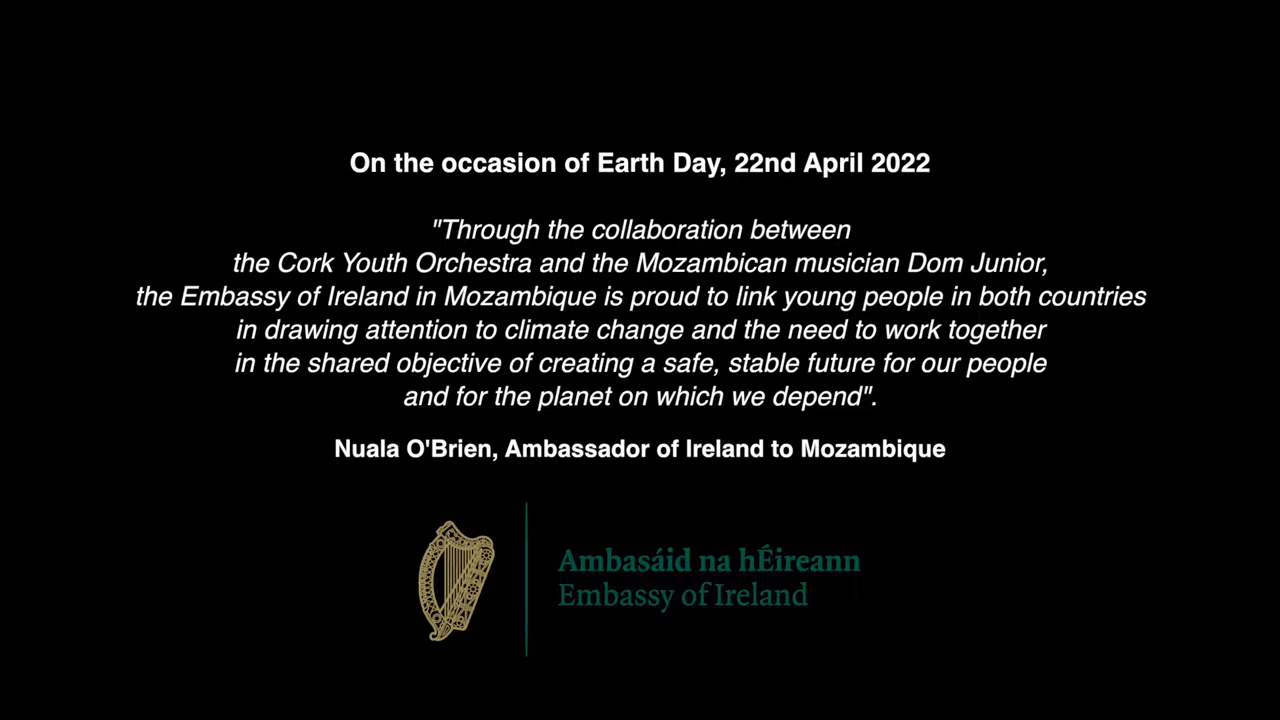 On the occasion of Earth Day, 22nd April 2022
"Through the collaboration between
the Cork Youth Orchestra and the Mozambican musician Dom Junior,
the Embassy of Ireland in Mozambique is proud to link young people in both countries
in drawing attention to climate change and the need to work together
in the shared objective of creating a safe, stable future for our people
and for the planet on which we depend".
Nuala O'Brien, Ambassador of Ireland to Mozambique
Ambasáid na hÉireann
Embassy of Ireland